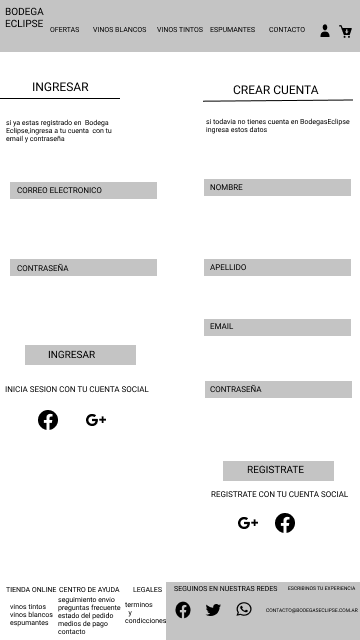 BODEGA
ECLIPSE
OFERTAS VINOS BLANCOS VINOS TINTOS ESPUMANTES CONTACTO
INGRESAR
si ya estas registrado en Bodega
Eclipse,ingresa a tu cuenta con tu
email y contraseña
CORREO ELECTRONICO
CONTRASEÑA
INGRESAR
INICIA SESION CON TU CUENTA SOCIAL
G+
CREAR CUENTA
si todavia no tienes cuenta en BodegasEclipse
ingresa estos datos
NOMBRE
APELLIDO
EMAIL
CONTRASEÑA
REGISTRATE
REGISTRATE CON TU CUENTA SOCIAL
G+
TIENDA ONLINE
vinos tintos
vinos blancos
espumantes
CENTRO DE AYUDA
seguimiento envio
preguntas frecuente
estado del pedido
medios de pago
contacto
LEGALES
terminos
y
condicciones
SEGUINOS EN NUESTRAS REDES
ESCRIBINOS TU EXPERIENCIA
CONTACTO@BODEGASECLIPSE.COM.AR